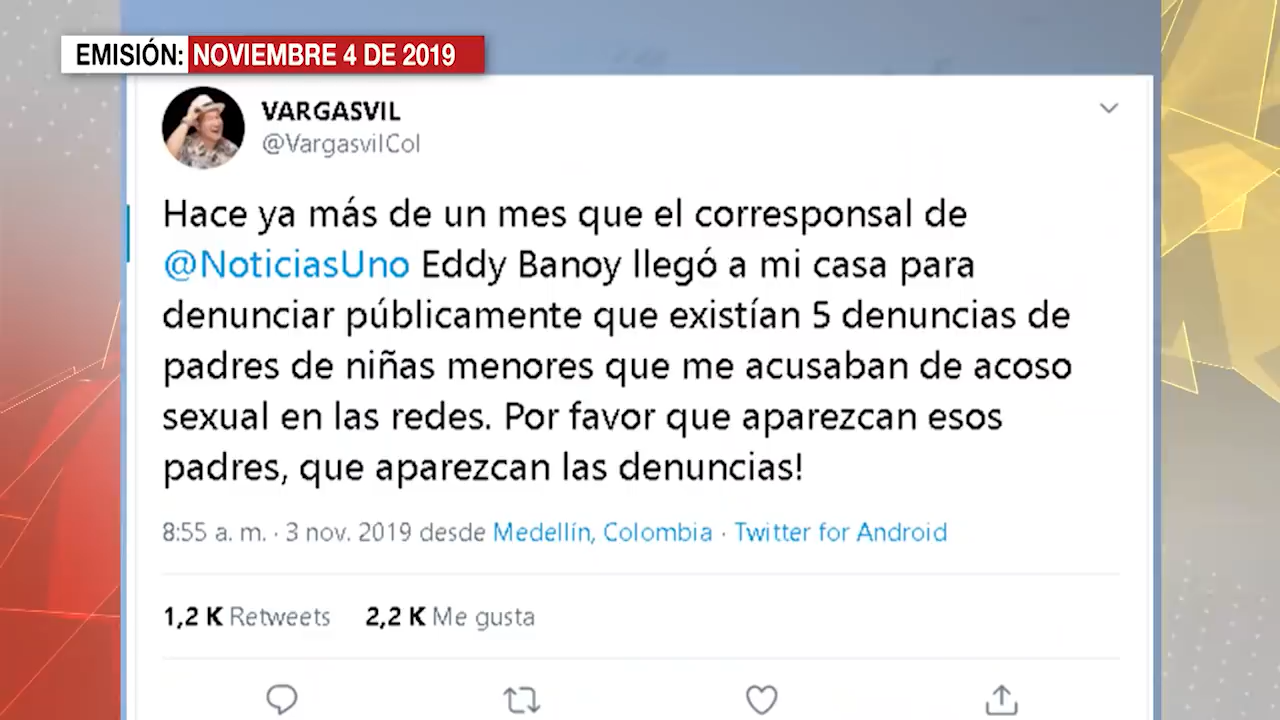 EMISIÓN: NOVIEMBRE 4 DE 2019
VARGASVIL
@VargasvilCol
Hace ya más de un mes que el corresponsal de
@NoticiasUno Eddy Banoy llegó a mi casa para
denunciar públicamente que existían 5 denuncias de
padres de niñas menores que me acusaban de acoso
sexual en las redes. Por favor que aparezcan esos
padres, que aparezcan las denuncias!
8:55 a. m. · 3 nov. 2019 desde Medellín, Colombia · Twitter for Android
1,2 K Retweets 2,2 K Me gusta